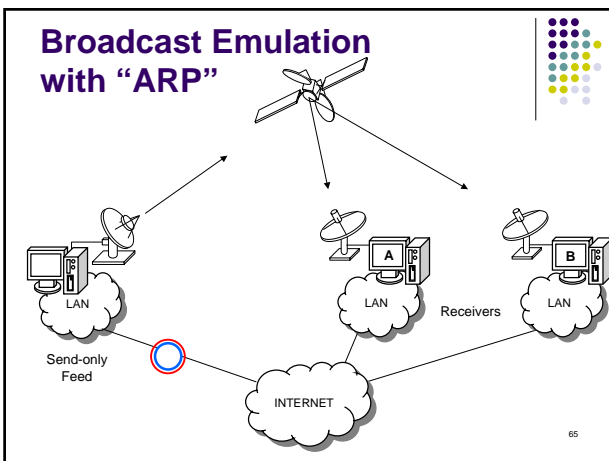 Broadcast Emulation
with “ARP”
A
B
LAN
LAN
Receivers
LAN
Send-only
Feed
INTERNET
65